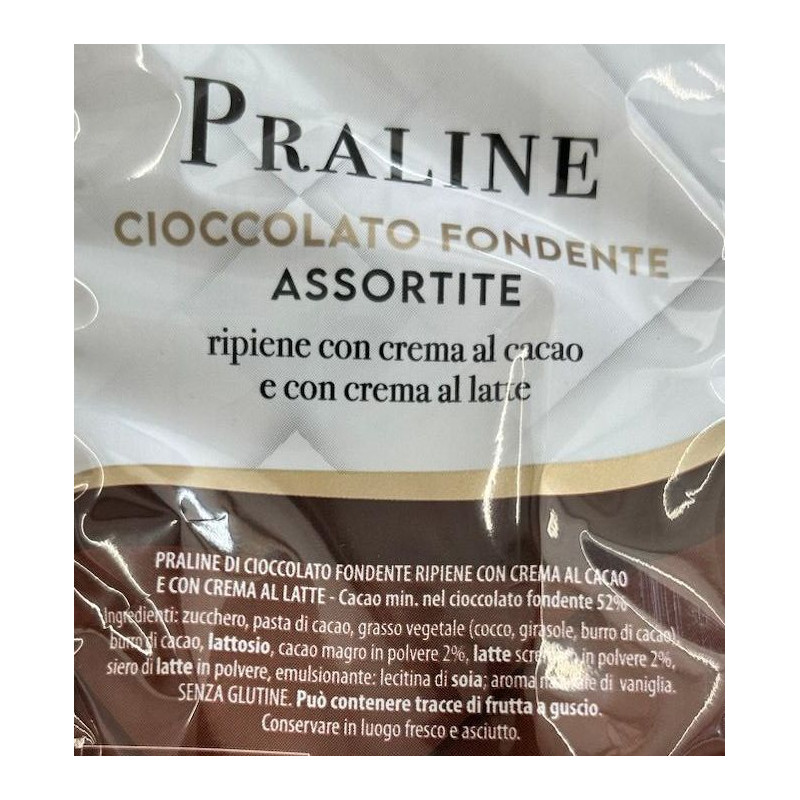 PRALINE
CIOCCOLATO FONDENTE
ASSORTITE
ripiene con crema al cacao
e con crema al latte
PRALINE DI CIOCCOLATO FONDENTE RIPIENE CON CREMA AL CACAO
E CON CREMA AL LATTE - Cacao min. nel cioccolato fondente 52%
Ingredienti: zucchero, pasta di cacao, grasso vegetale (cocco, girasole, burro di cacao),
burro di cacao, lattosio, cacao magro in polvere 2%, latte in polvere 2%,
siero di latte in polvere, emulsionante: lecitina di soia; aroma naturale di vaniglia.
SENZA GLUTINE. Può contenere tracce di frutta a guscio.
Conservare in luogo fresco e asciutto.